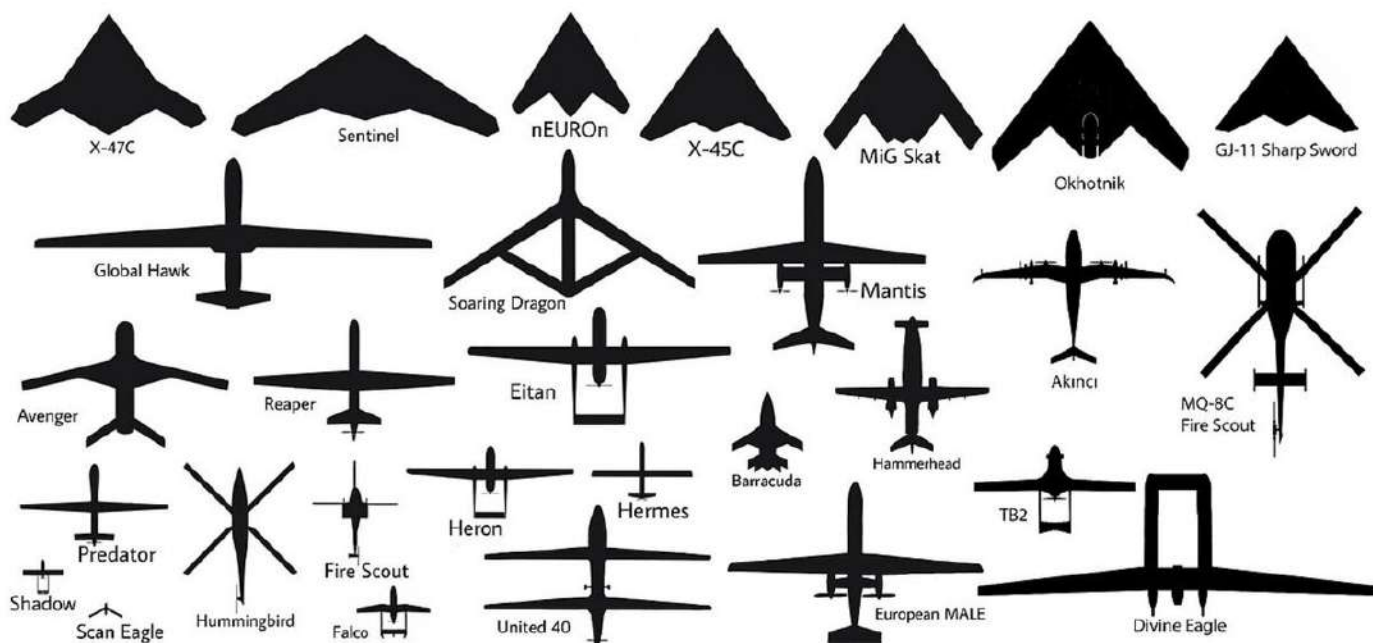 X-47C
Sentinel
nEUROn
X-45C
MiG Skat
Okhotnik
GJ-11 Sharp Sword
Global Hawk
Soaring Dragon
Mantis
Akıncı
MQ-8C
Fire Scout
Avenger
Reaper
Eitan
Barracuda
Hammerhead
Predator
Hummingbird
Fire Scout
Heron
Hermes
TB2
Shadow
Scan Eagle
Falco
United 40
European MALE
Divine Eagle